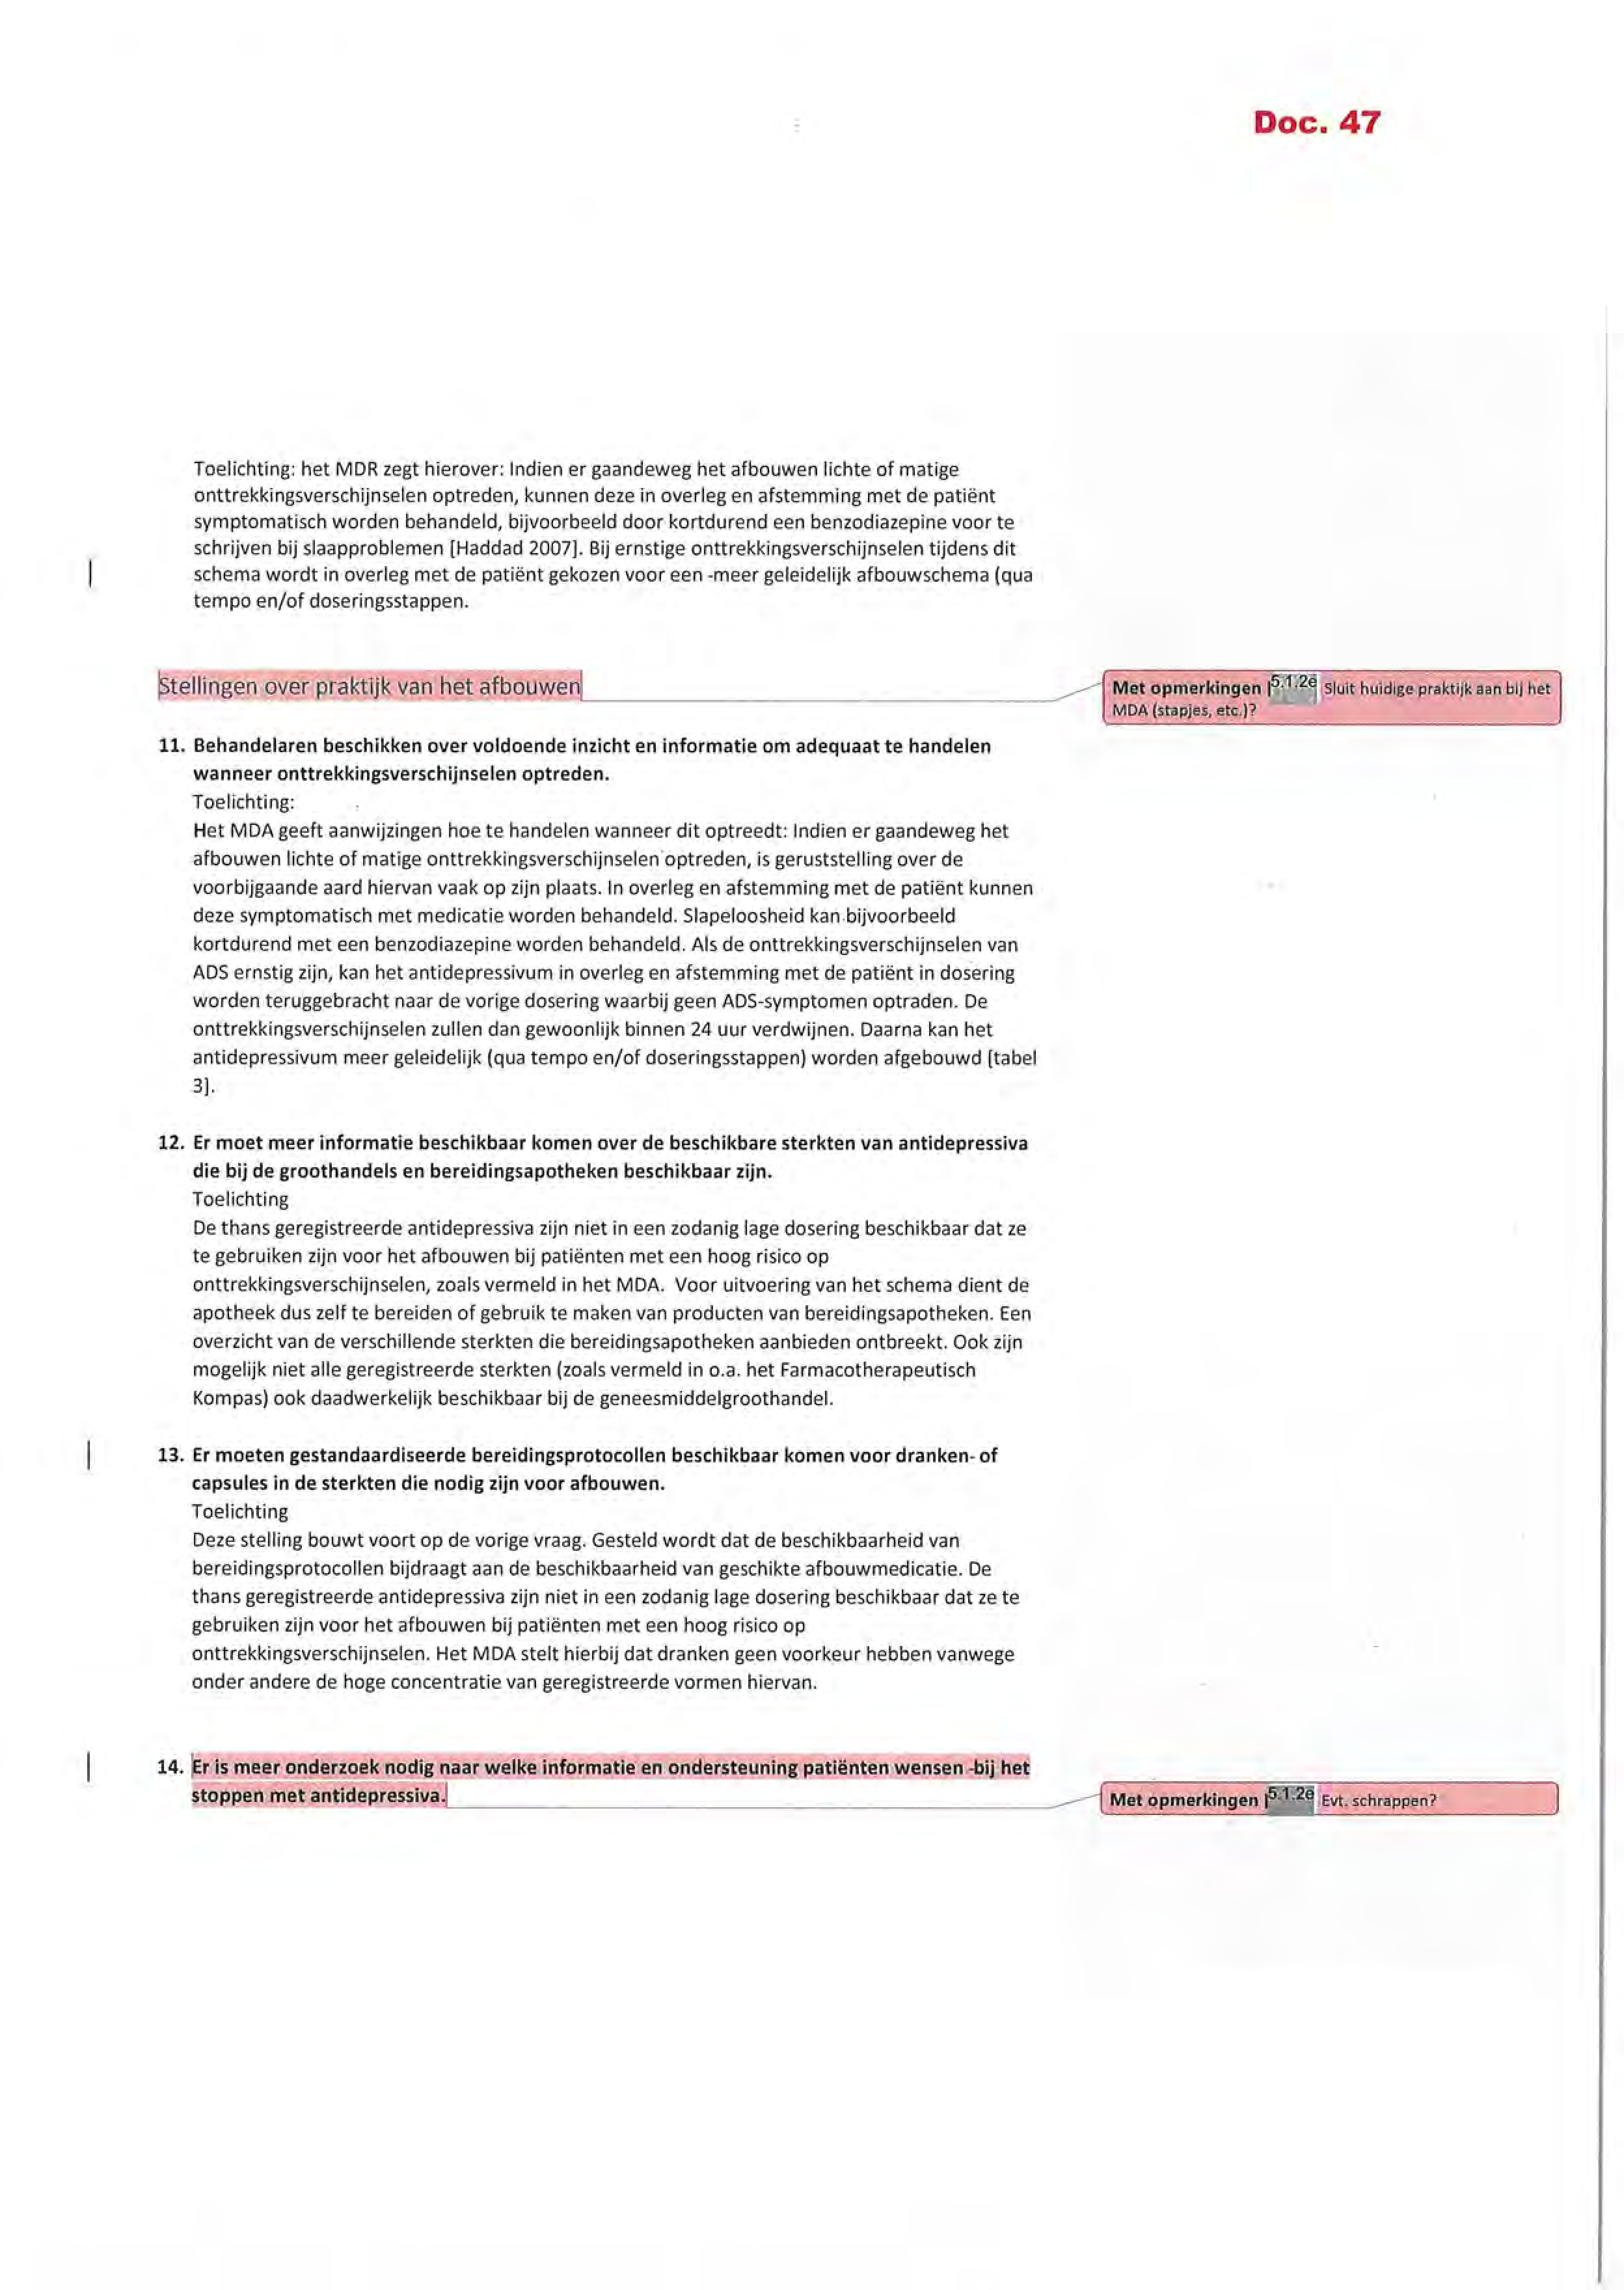 Doc. 47
Toelichting: het MDR zegt hierover: Indien er gaandeweg het afbouwen lichte of matige
onttrekkingsverschijnselen optreden, kunnen deze in overleg en afstemming met de patiënt
symptomatisch worden behandeld, bijvoorbeeld door kortdurend een benzodiazepine voor te
schrijven bij slaapproblemen [Haddad 2007]. Bij ernstige onttrekkingsverschijnselen tijdens dit
schema wordt in overleg met de patiënt gekozen voor een -meer geleidelijk afbouwschema (qua
tempo en/of doseringsstappen.
Stellingen over praktijk van het afbouwen
Met opmerkingen [5.1.2e Sluit huidige praktijk aan bij het
MDA (stapjes, etc.)?
11. Behandelaren beschikken over voldoende inzicht en informatie om adequaat te handelen
wanneer onttrekkingsverschijnselen optreden.
Toelichting:
Het MDA geeft aanwijzingen hoe te handelen wanneer dit optreedt: Indien er gaandeweg het
afbouwen lichte of matige onttrekkingsverschijnselen optreden, is geruststelling over de
voorbijgaande aard hiervan vaak op zijn plaats. In overleg en afstemming met de patiënt kunnen
deze symptomatisch met medicatie worden behandeld. Slapeloosheid kan bijvoorbeeld
kortdurend met een benzodiazepine worden behandeld. Als de onttrekkingsverschijnselen van
ADS ernstig zijn, kan het antidepressivum in overleg en afstemming met de patiënt in dosering
worden teruggebracht naar de vorige dosering waarbij geen ADS-symptomen optraden. De
onttrekkingsverschijnselen zullen dan gewoonlijk binnen 24 uur verdwijnen. Daarna kan het
antidepressivum meer geleidelijk (qua tempo en/of doseringsstappen) worden afgebouwd [tabel
3].
12. Er moet meer informatie beschikbaar komen over de beschikbare sterkten van antidepressiva
die bij de groothandels en bereidingsapotheken beschikbaar zijn.
Toelichting
De thans geregistreerde antidepressiva zijn niet in een zodanig lage dosering beschikbaar dat ze
te gebruiken zijn voor het afbouwen bij patiënten met een hoog risico op
onttrekkingsverschijnselen, zoals vermeld in het MDA. Voor uitvoering van het schema dient de
apotheek dus zelf te bereiden of gebruik te maken van producten van bereidingsapotheken. Een
overzicht van de verschillende sterkten die bereidingsapotheken aanbieden ontbreekt. Ook zijn
mogelijk niet alle geregistreerde sterkten (zoals vermeld in o.a. het Farmacotherapeutisch
Kompas) ook daadwerkelijk beschikbaar bij de geneesmiddelgroothandel.
13. Er moeten gestandaardiseerde bereidingsprotocollen beschikbaar komen voor dranken- of
capsules in de sterkten die nodig zijn voor afbouwen.
Toelichting
Deze stelling bouwt voort op de vorige vraag. Gesteld wordt dat de beschikbaarheid van
bereidingsprotocollen bijdraagt aan de beschikbaarheid van geschikte afbouwmedicatie. De
thans geregistreerde antidepressiva zijn niet in een zodanig lage dosering beschikbaar dat ze te
gebruiken zijn voor het afbouwen bij patiënten met een hoog risico op
onttrekkingsverschijnselen. Het MDA stelt hierbij dat dranken geen voorkeur hebben vanwege
onder andere de hoge concentratie van geregistreerde vormen hiervan.
14. Er is meer onderzoek nodig naar welke informatie en ondersteuning patiënten wensen -bij het
stoppen met antidepressiva.
Met opmerkingen [5.1.2e Evt. schrappen?